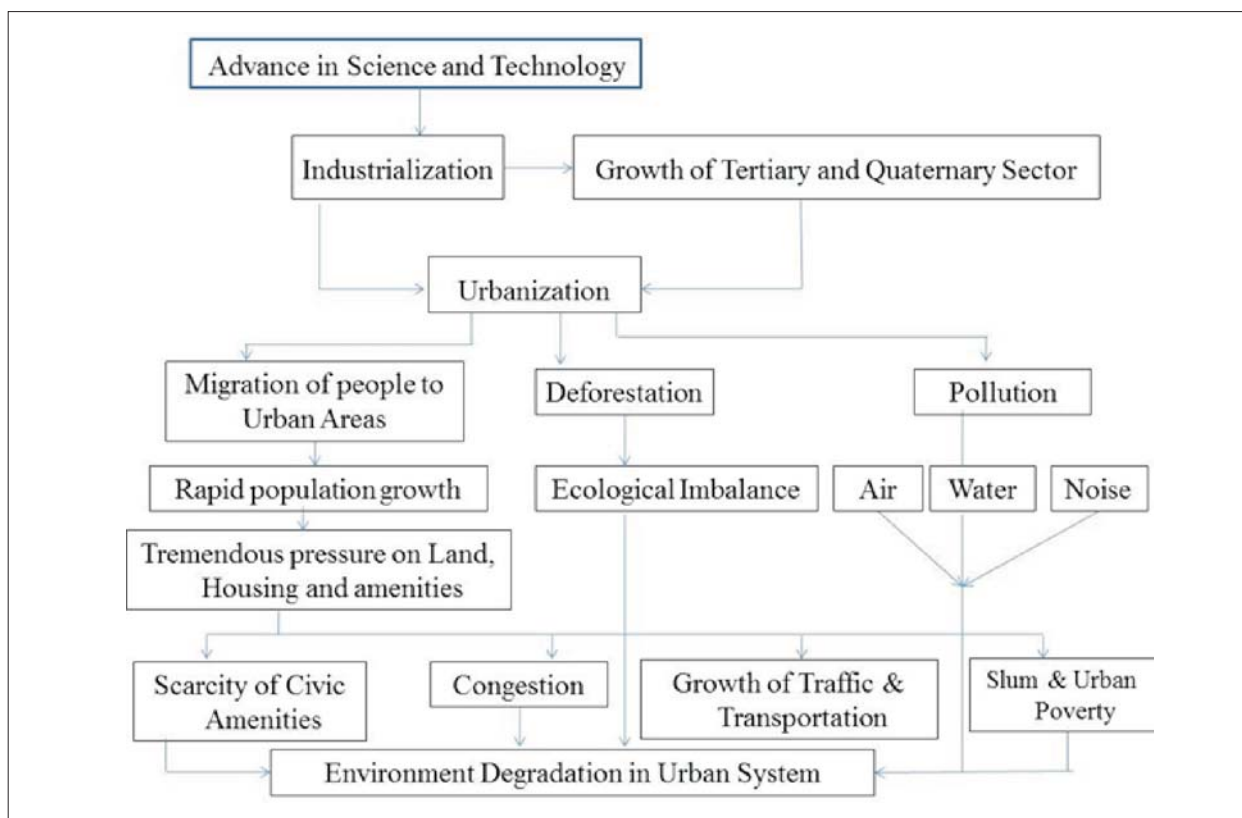 Advance in Science and Technology
Industrialization
Growth of Tertiary and Quaternary Sector
Urbanization
Migration of people to
Urban Areas
Deforestation
Pollution
Rapid population growth
Ecological Imbalance
Air
Water
Noise
Tremendous pressure on Land,
Housing and amenities
Scarcity of Civic
Amenities
Congestion
Growth of Traffic &
Transportation
Slum & Urban
Poverty
Environment Degradation in Urban System